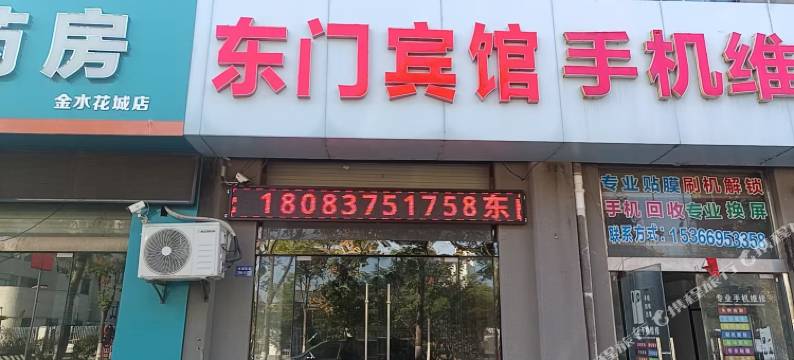 药房
金水花城店
东门宾馆
手机维
18083751758东
专业贴膜刷机解锁
手机回收专业换屏
联系方式：15366953358
专业手机维修